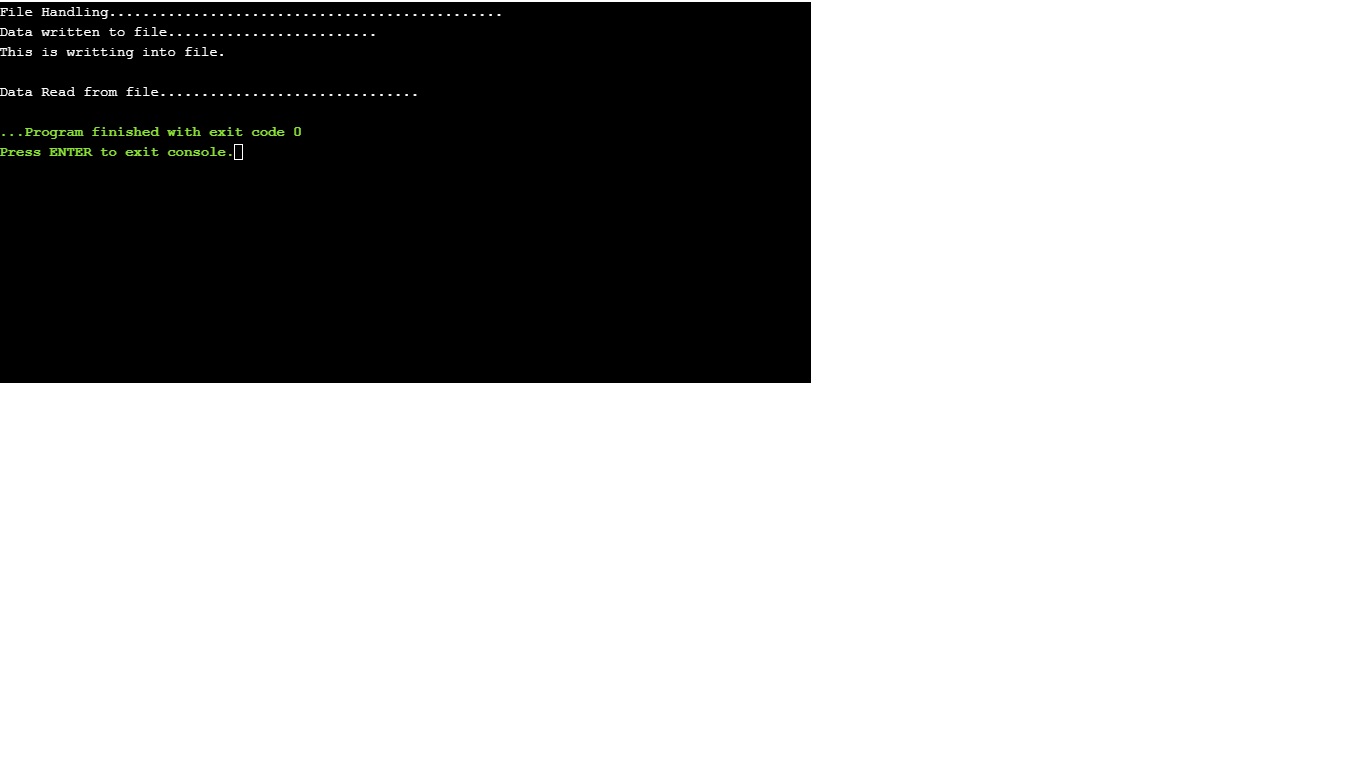 File Handling...............................................
Data written to file.........................
This is writting into file.
Data Read from file...............................
...Program finished with exit code 0
Press ENTER to exit console.